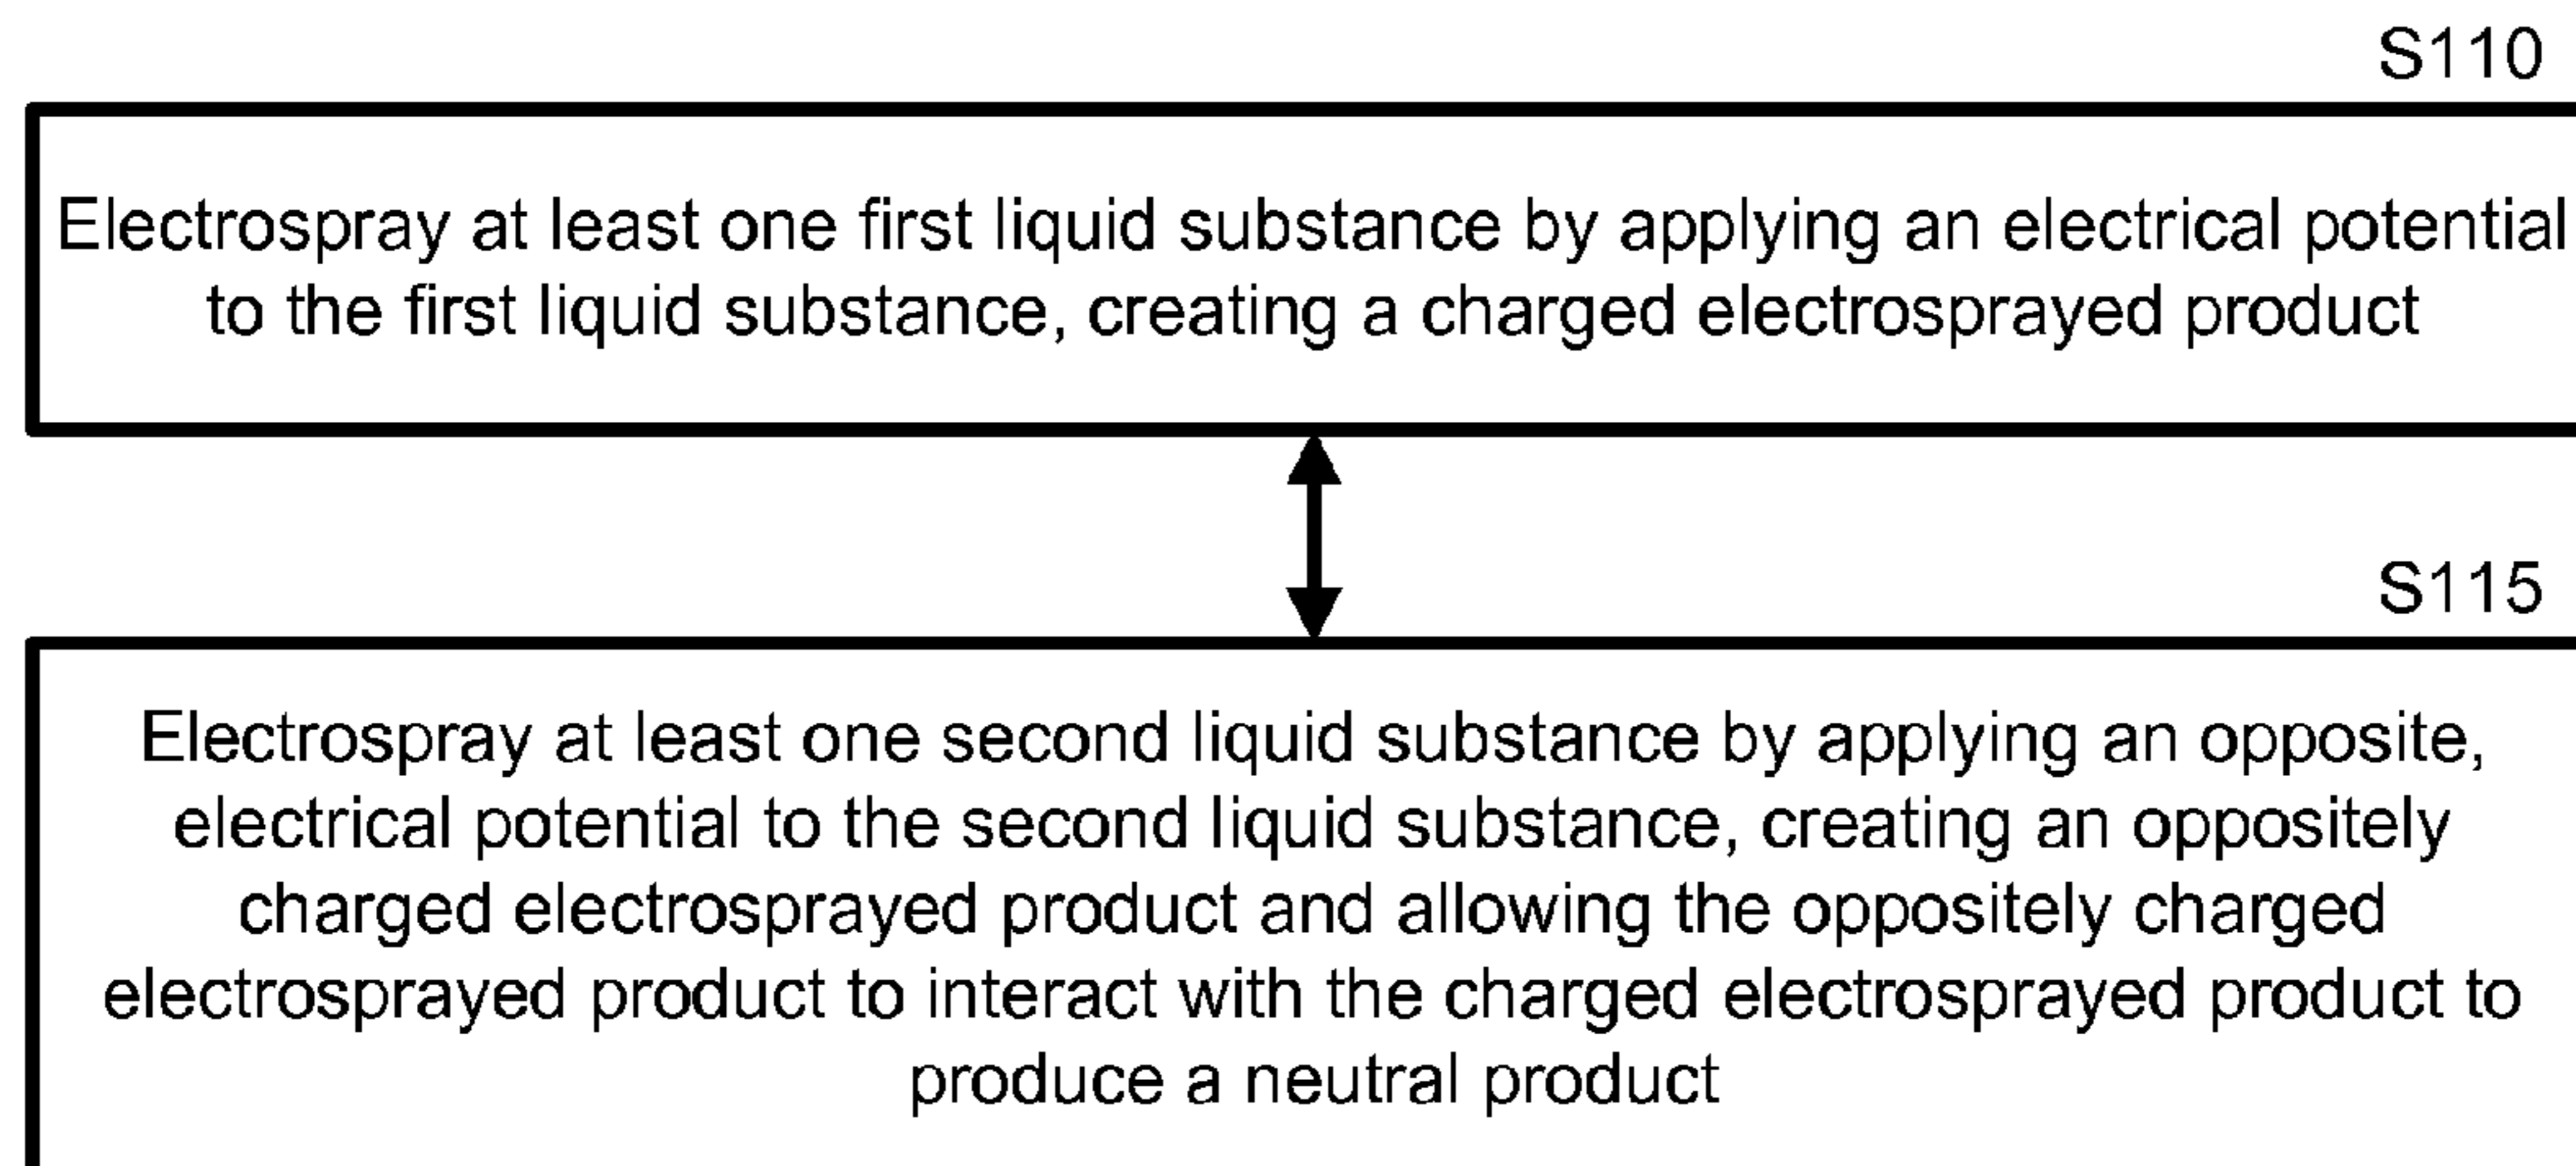 S110
Electrospray at least one first liquid substance by applying an electrical potential
to the first liquid substance, creating a charged electrosprayed product
S115
Electrospray at least one second liquid substance by applying an opposite,
electrical potential to the second liquid substance, creating an oppositely
charged electrosprayed product and allowing the oppositely charged
electrosprayed product to interact with the charged electrosprayed product to
produce a neutral product